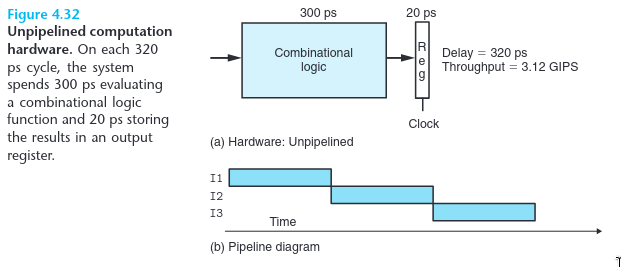 Figure 4.32
Unpipelined computation
hardware. On each 320
ps cycle, the system
spends 300 ps evaluating
a combinational logic
function and 20 ps storing
the results in an output
register.
300 ps
20 ps
Combinational
logic
R
e
g
Delay = 320 ps
Throughput = 3.12 GIPS
Clock
(a) Hardware: Unpipelined
I1
I2
I3
Time
(b) Pipeline diagram